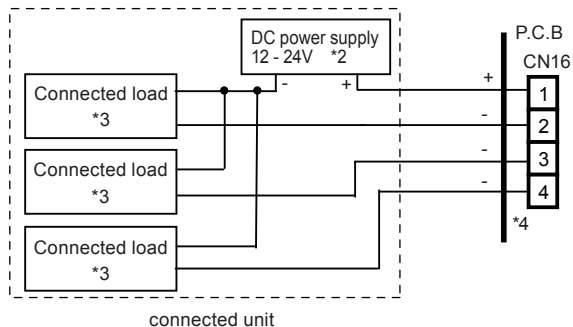 P.C.B
CN16
DC power supply
12 - 24V *2
- +
+
1
Connected load
*3
-
2
-
3
Connected load
*3
-
4
*4
Connected load
*3
connected unit